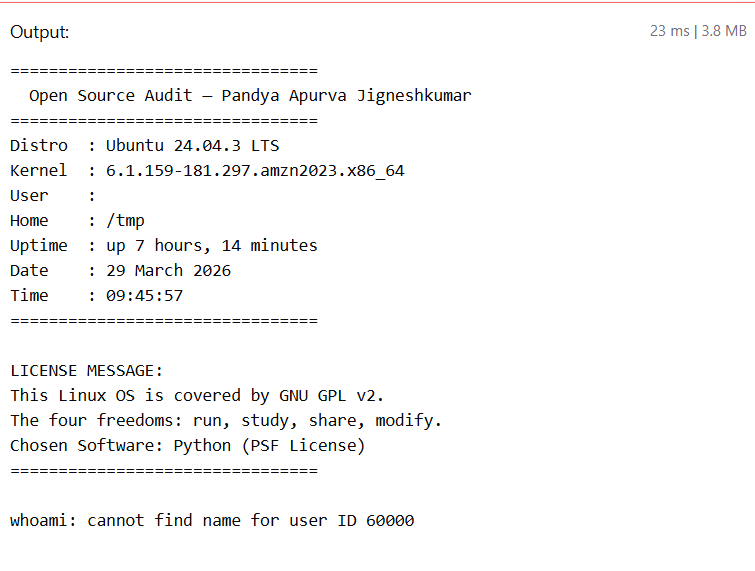 Output:
23 ms | 3.8 MB
================================
  Open Source Audit — Pandya Apurva Jigneshkumar
================================
Distro  : Ubuntu 24.04.3 LTS
Kernel  : 6.1.159-181.297.amzn2023.x86_64
User    :
Home    : /tmp
Uptime  : up 7 hours, 14 minutes
Date    : 29 March 2026
Time    : 09:45:57
================================
LICENSE MESSAGE:
This Linux OS is covered by GNU GPL v2.
The four freedoms: run, study, share, modify.
Chosen Software: Python (PSF License)
================================
whoami: cannot find name for user ID 60000